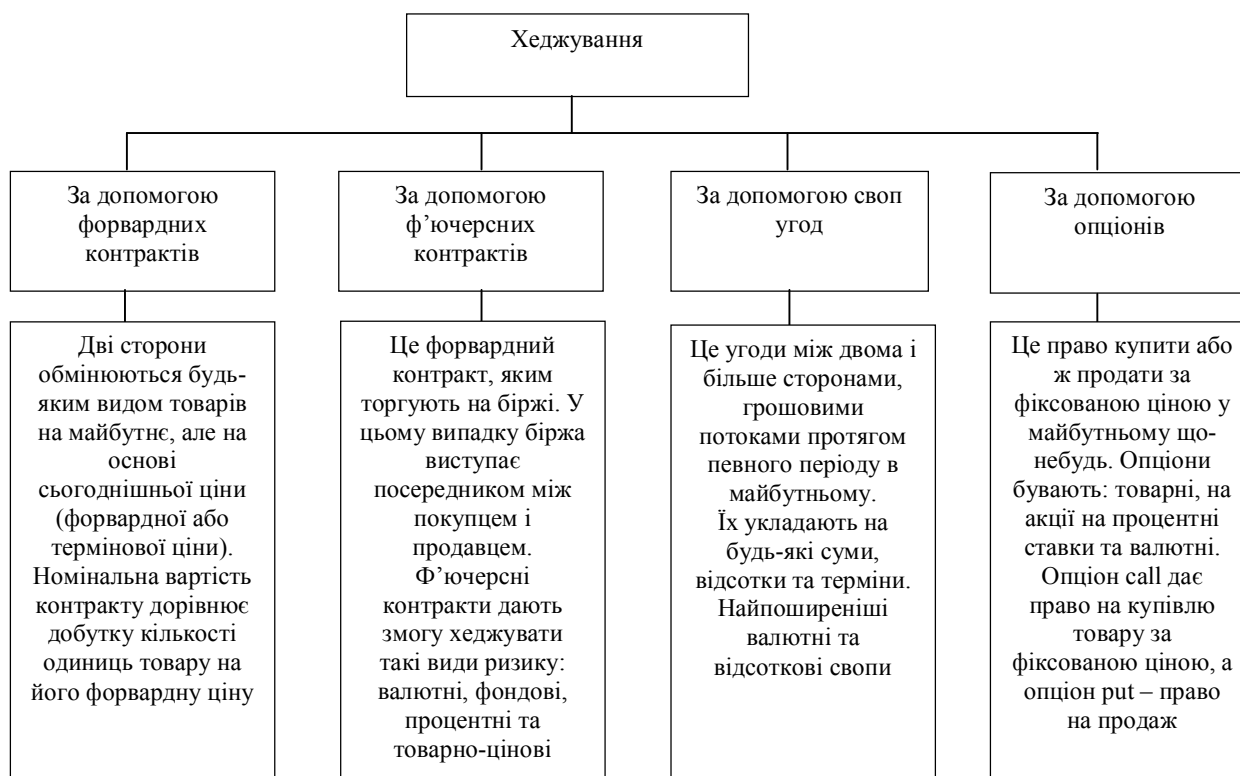 Хеджування
За допомогою
форвардних
контрактів
За допомогою
ф’ючерсних
контрактів
За допомогою своп
угод
За допомогою
опціонів
Дві сторони
обмінюються будь-
яким видом товарів
на майбутнє, але на
основі
сьогоднішньої ціни
(форвардної або
термінової ціни).
Номінальна вартість
контракту дорівнює
добутку кількості
одиниць товару на
його форвардну ціну
Це форвардний
контракт, яким
торгують на біржі. У
цьому випадку біржа
виступає
посередником між
покупцем і
продавцем.
Ф’ючерсні
контракти дають
змогу хеджувати
такі види ризику:
валютні, фондові,
процентні та
товарно-цінові
Це угоди між двома і
більше сторонами,
грошовими
потоками протягом
певного періоду в
майбутньому.
Їх укладають на
будь-які суми,
відсотки та терміни.
Найпоширеніші
валютні та
відсоткові свопи
Це право купити або
ж продати за
фіксованою ціною у
майбутньому що-
небудь. Опціони
бувають: товарні, на
акції на процентні
ставки та валютні.
Опціон call дає
право на купівлю
товару за
фіксованою ціною, а
опціон put – право
на продаж